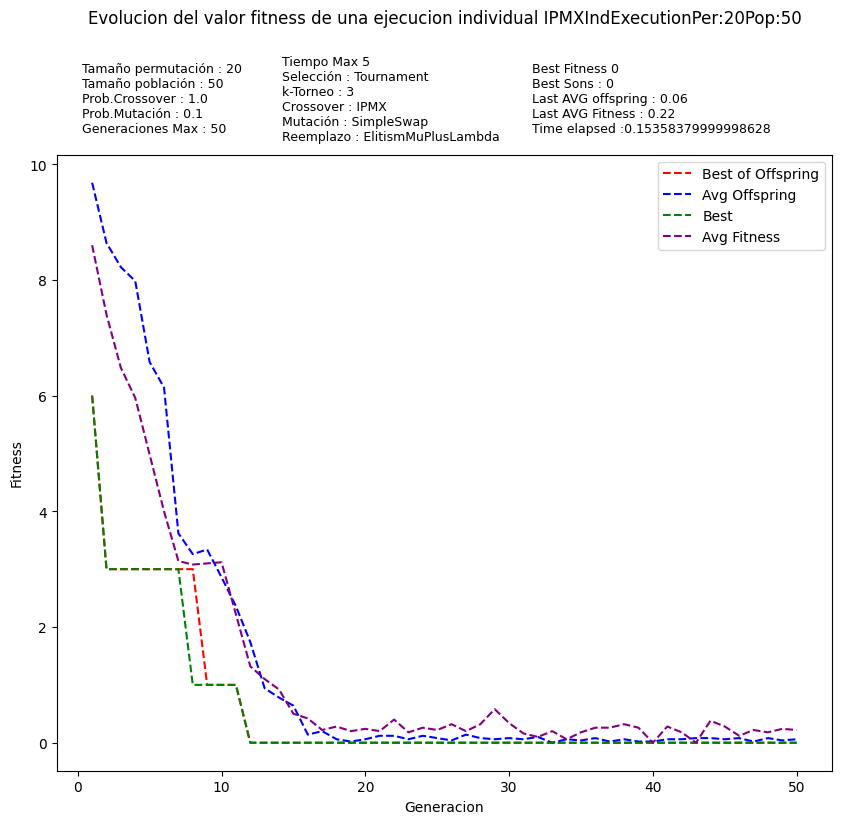 Evolucion del valor fitness de una ejecucion individual IPMXIndExecutionPer:20Pop:50
Tamaño permutación : 20
Tamaño población : 50
Prob.Crossover : 1.0
Prob.Mutación : 0.1
Generaciones Max : 50
Tiempo Max 5
Selección : Tournament
k-Torneo : 3
Crossover : IPMX
Mutación : SimpleSwap
Reemplazo : ElitismMuPlusLambda
Best Fitness 0
Best Sons : 0
Last AVG offspring : 0.06
Last AVG Fitness : 0.22
Time elapsed :0.15358379999998628
Best of Offspring
Avg Offspring
Best
Avg Fitness
Fitness
10
8
6
4
2
0
0
10
20
30
40
50
Generacion